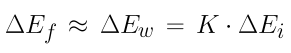 ΔE_f ≈ ΔE_w = K · ΔE_i